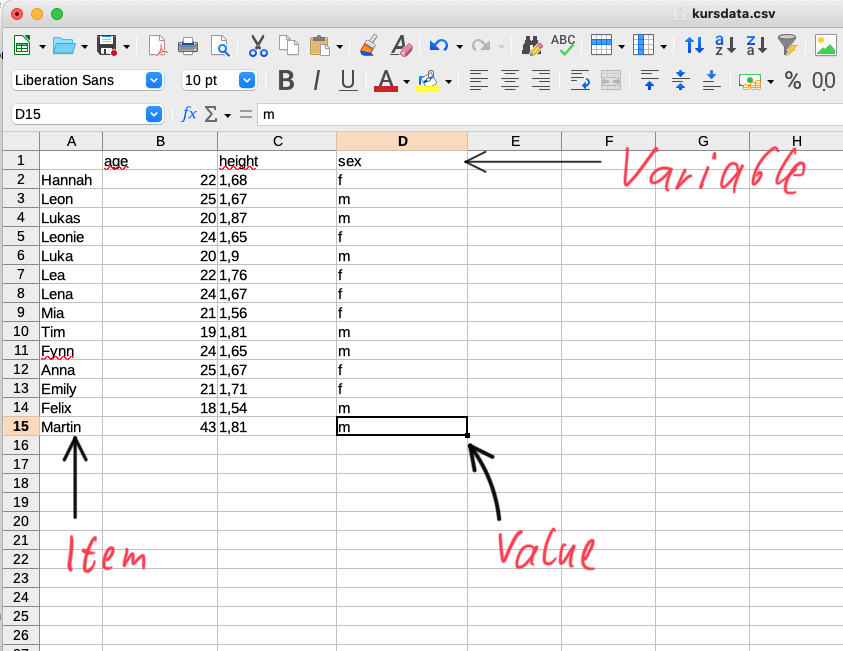 kursdata.csv
ABC
Liberation Sans 10 pt B I U A % 0,0
D15 fx Σ = m
A B C D E F G H
1 age height sex Variable
2 Hannah 22 1,68 f
3 Leon 25 1,67 m
4 Lukas 20 1,87 m
5 Leonie 24 1,65 f
6 Luka 20 1,9 m
7 Lea 22 1,76 f
8 Lena 24 1,67 f
9 Mia 21 1,56 f
10 Tim 19 1,81 m
11 Fynn 24 1,65 m
12 Anna 25 1,67 f
13 Emily 21 1,71 f
14 Felix 18 1,54 m
15 Martin 43 1,81 m
16
17
18
19
20
21
Item Value
22
23
24
25
26